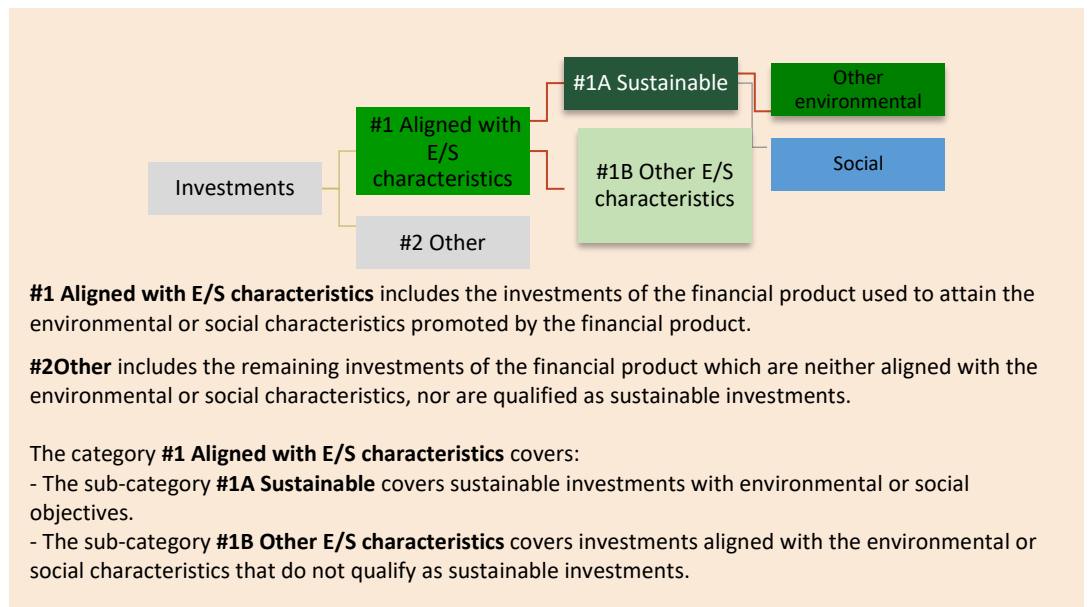 #1A Sustainable
Other
environmental
#1 Aligned with
E/S
characteristics
#1B Other E/S
characteristics
Social
Investments
#2 Other
#1 Aligned with E/S characteristics includes the investments of the financial product used to attain the
environmental or social characteristics promoted by the financial product.
#2Other includes the remaining investments of the financial product which are neither aligned with the
environmental or social characteristics, nor are qualified as sustainable investments.
The category #1 Aligned with E/S characteristics covers:
- The sub-category #1A Sustainable covers sustainable investments with environmental or social
objectives.
- The sub-category #1B Other E/S characteristics covers investments aligned with the environmental or
social characteristics that do not qualify as sustainable investments.